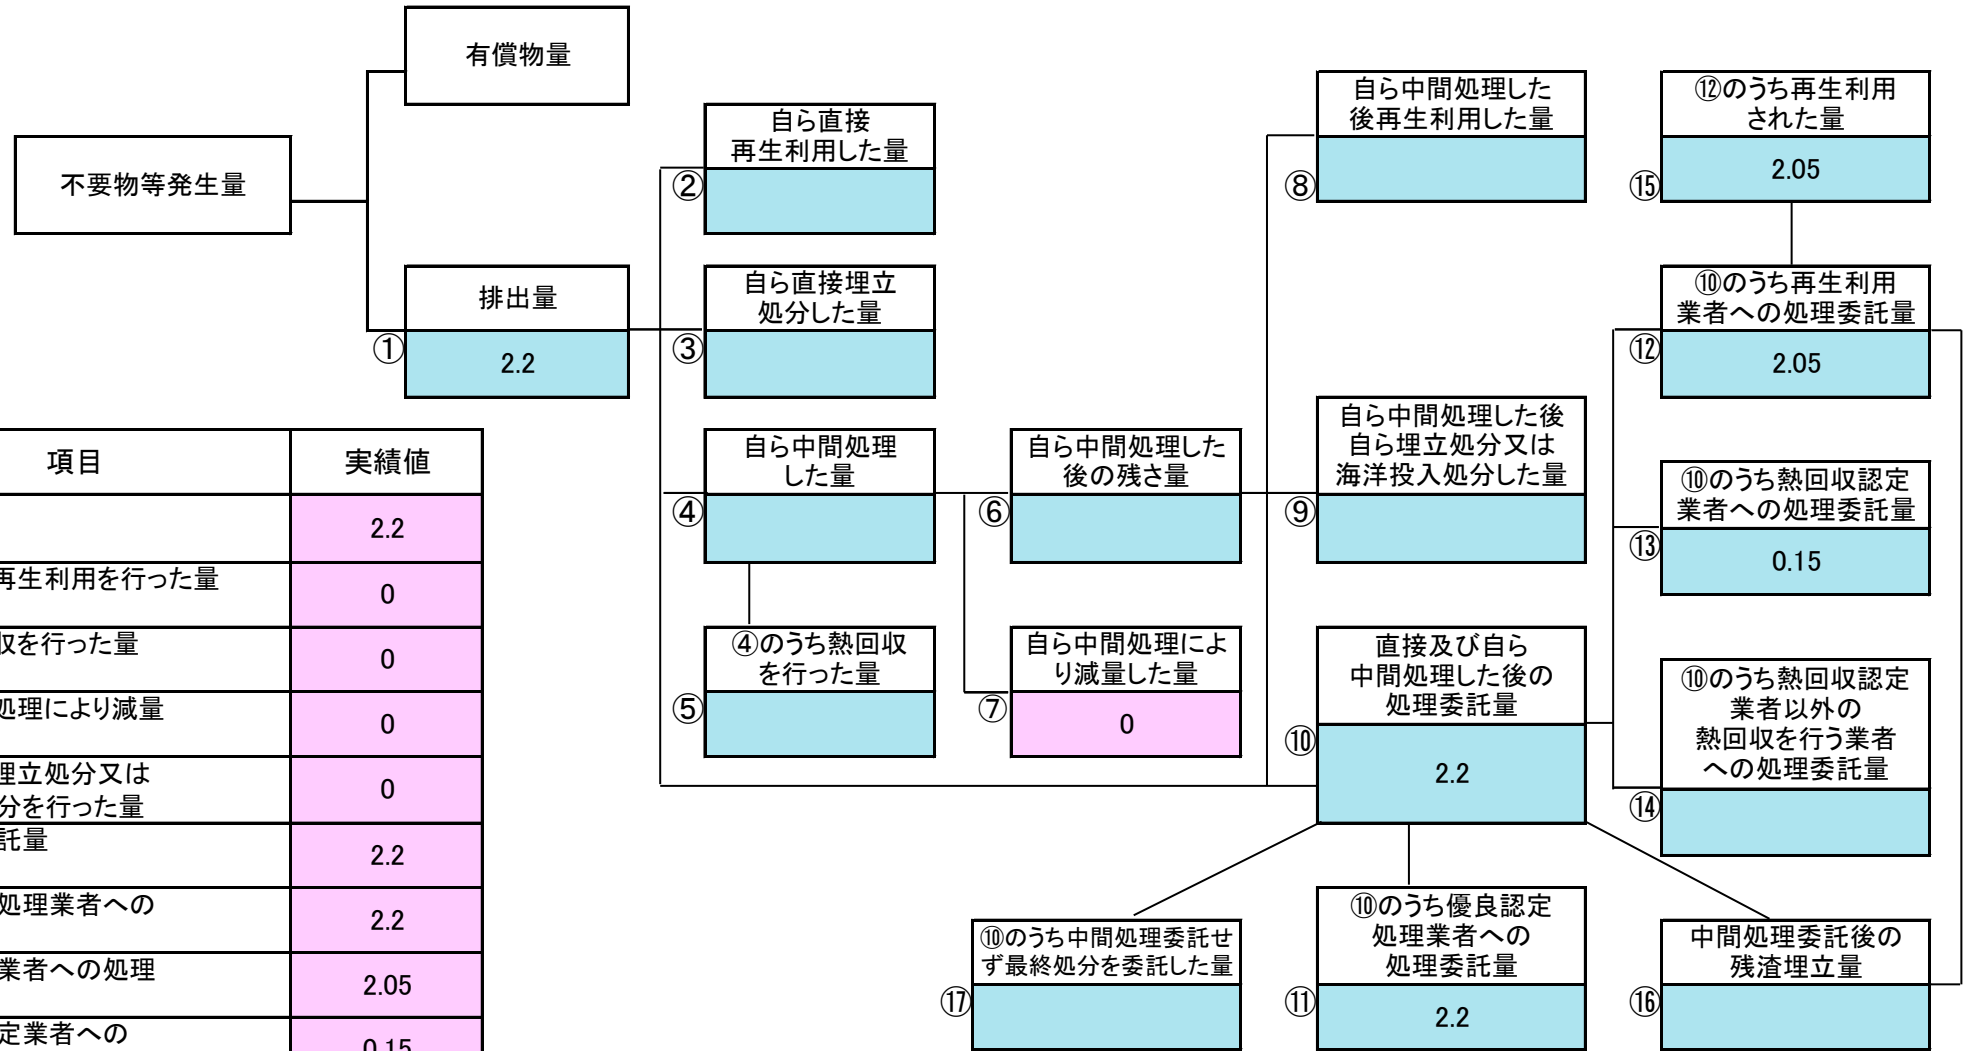 有償物量
不要物等発生量
排出量
①
2.2
自ら直接
再生利用した量
②
自ら直接埋立
処分した量
③
自ら中間処理
した量
④
④のうち熱回収
を行った量
⑤
自ら中間処理した
後の残さ量
⑥
自ら中間処理によ
り減量した量
⑦
0
自ら中間処理した
後再生利用した量
⑧
自ら中間処理した後
自ら埋立処分又は
海洋投入処分した量
⑨
直接及び自ら
中間処理した後の
処理委託量
⑩
2.2
⑫のうち再生利用
された量
⑮
2.05
⑩のうち再生利用
業者への処理委託量
⑫
2.05
⑩のうち熱回収認定
業者への処理委託量
⑬
0.15
⑩のうち熱回収認定
業者以外の
熱回収を行う業者
への処理委託量
⑭
⑩のうち中間処理委託せ
ず最終処分を委託した量
⑰
⑩のうち優良認定
処理業者への
処理委託量
⑪
2.2
中間処理委託後の
残渣埋立量
⑯
項目 実績値
2.2
再生利用を行った量
0
収を行った量
0
処理により減量
0
埋立処分又は
分を行った量
0
託量
2.2
処理業者への
2.2
業者への処理
2.05
定業者への
0.15